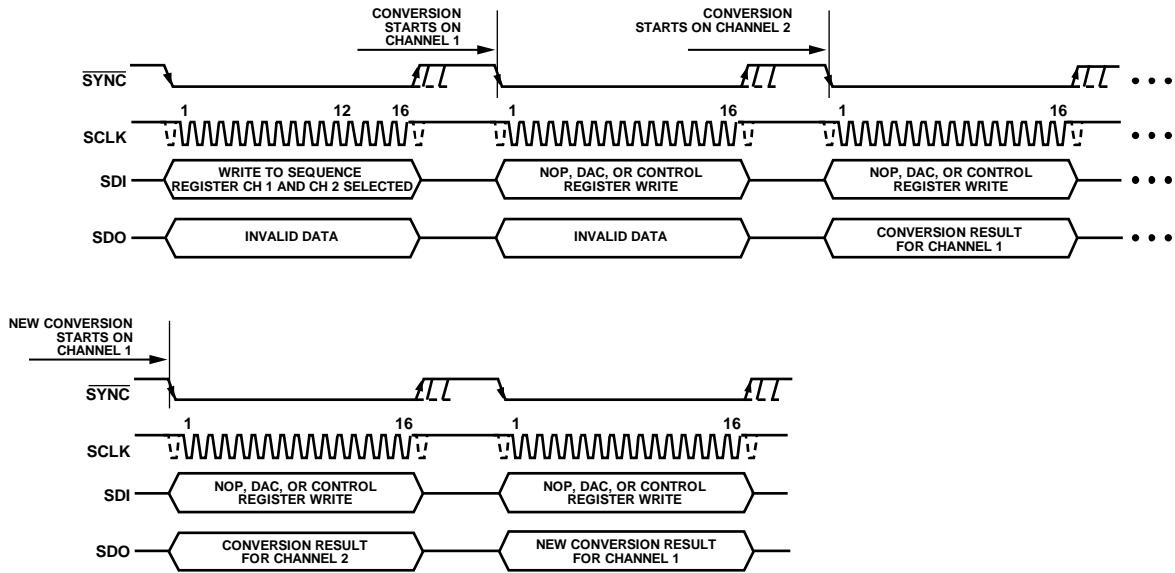 CONVERSION
STARTS ON
CHANNEL 1
CONVERSION
STARTS ON CHANNEL 2
SYNC
1 12 16 1 16 1 16
SCLK
SDI
WRITE TO SEQUENCE
REGISTER CH 1 AND CH 2 SELECTED
NOP, DAC, OR CONTROL
REGISTER WRITE
NOP, DAC, OR CONTROL
REGISTER WRITE
SDO
INVALID DATA
INVALID DATA
CONVERSION RESULT
FOR CHANNEL 1
NEW CONVERSION
STARTS ON
CHANNEL 1
SYNC
1 16 1 16
SCLK
SDI
NOP, DAC, OR CONTROL
REGISTER WRITE
NOP, DAC, OR CONTROL
REGISTER WRITE
SDO
CONVERSION RESULT
FOR CHANNEL 2
NEW CONVERSION RESULT
FOR CHANNEL 1